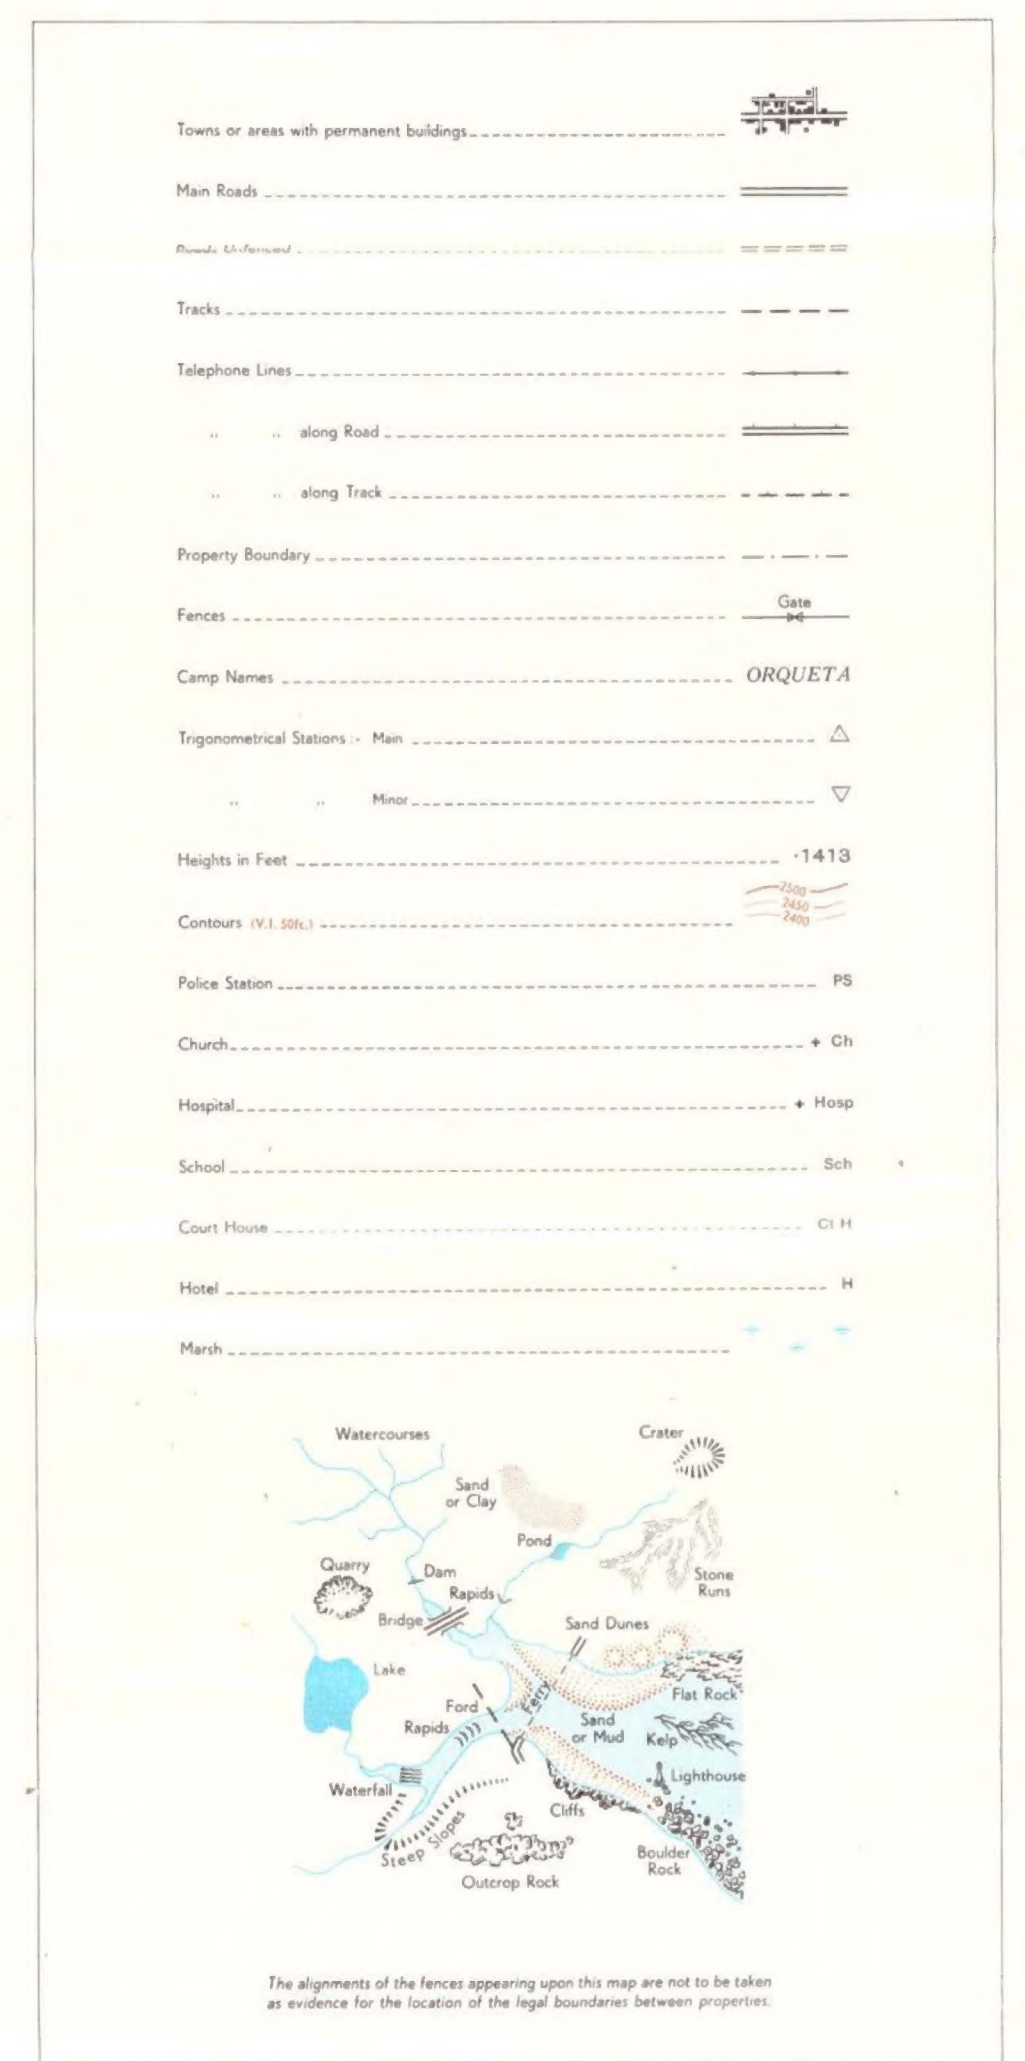 Towns or areas with permanent buildings
Main Roads
Tracks
Telephone Lines
,, ,, along Road
,, ,, along Track
Property Boundary
Gate
Fences
Camp Names ORQUETA
Trigonometrical Stations :- Main
,, ,, Minor
Heights in Feet ·1413
2500
2450
2400
Contours (V.I. 50ft.)
Police Station PS
Church + Ch
Hospital + Hosp
School Sch
Court House Ct H
Hotel H
Marsh
Watercourses
Crater
Sand
or Clay
Pond
Quarry
Dam
Rapids
Stone
Runs
Bridge
Sand Dunes
Lake
Flat Rock
Ferry
Ford
Rapids
Sand
or Mud
Kelp
Lighthouse
Waterfall
Cliffs
Steep Slopes
Boulder
Rock
Outcrop Rock
The alignments of the fences appearing upon this map are not to be taken
as evidence for the location of the legal boundaries between properties.